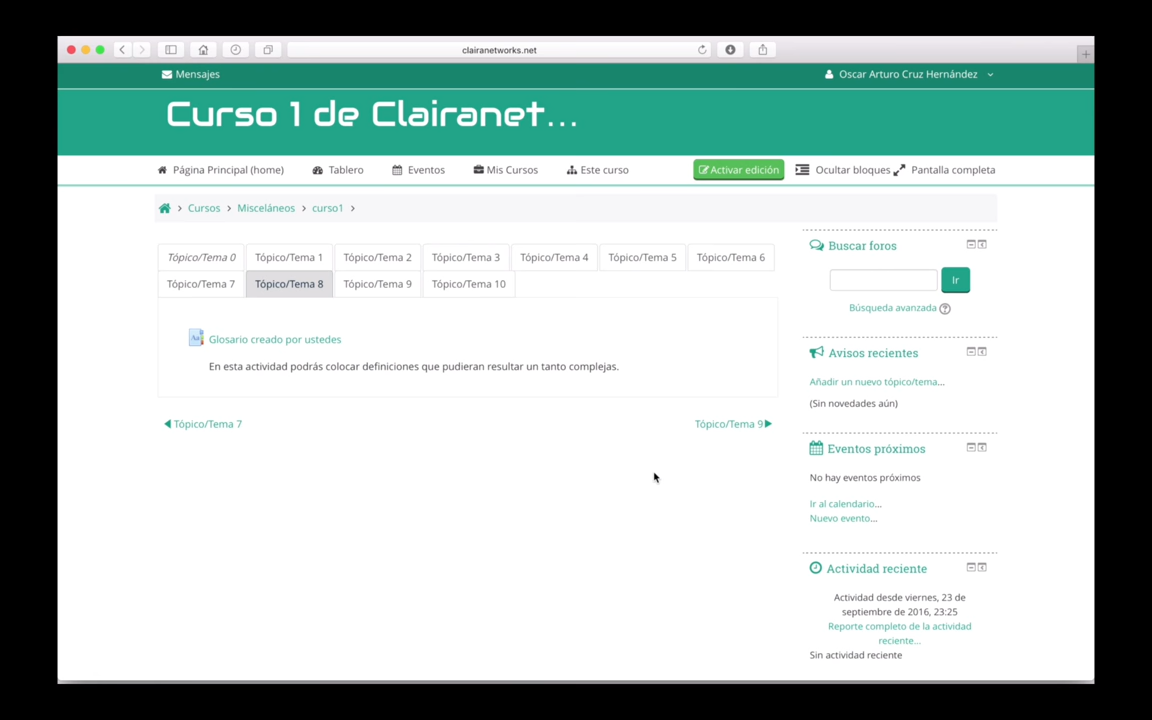 clairanetworks.net
Mensajes
Oscar Arturo Cruz Hernández
Curso 1 de Clairanet...
Página Principal (home) Tablero Eventos Mis Cursos Este curso Activar edición Ocultar bloques Pantalla completa
Cursos Misceláneos curso1
Tópico/Tema 0 Tópico/Tema 1 Tópico/Tema 2 Tópico/Tema 3 Tópico/Tema 4 Tópico/Tema 5 Tópico/Tema 6
Tópico/Tema 7 Tópico/Tema 8 Tópico/Tema 9 Tópico/Tema 10
Glosario creado por ustedes
En esta actividad podrás colocar definiciones que pudieran resultar un tanto complejas.
Tópico/Tema 7
Tópico/Tema 9
Buscar foros
Ir
Búsqueda avanzada
Avisos recientes
Añadir un nuevo tópico/tema...
(Sin novedades aún)
Eventos próximos
No hay eventos próximos
Ir al calendario...
Nuevo evento...
Actividad reciente
Actividad desde viernes, 23 de
septiembre de 2016, 23:25
Reporte completo de la actividad
reciente...
Sin actividad reciente